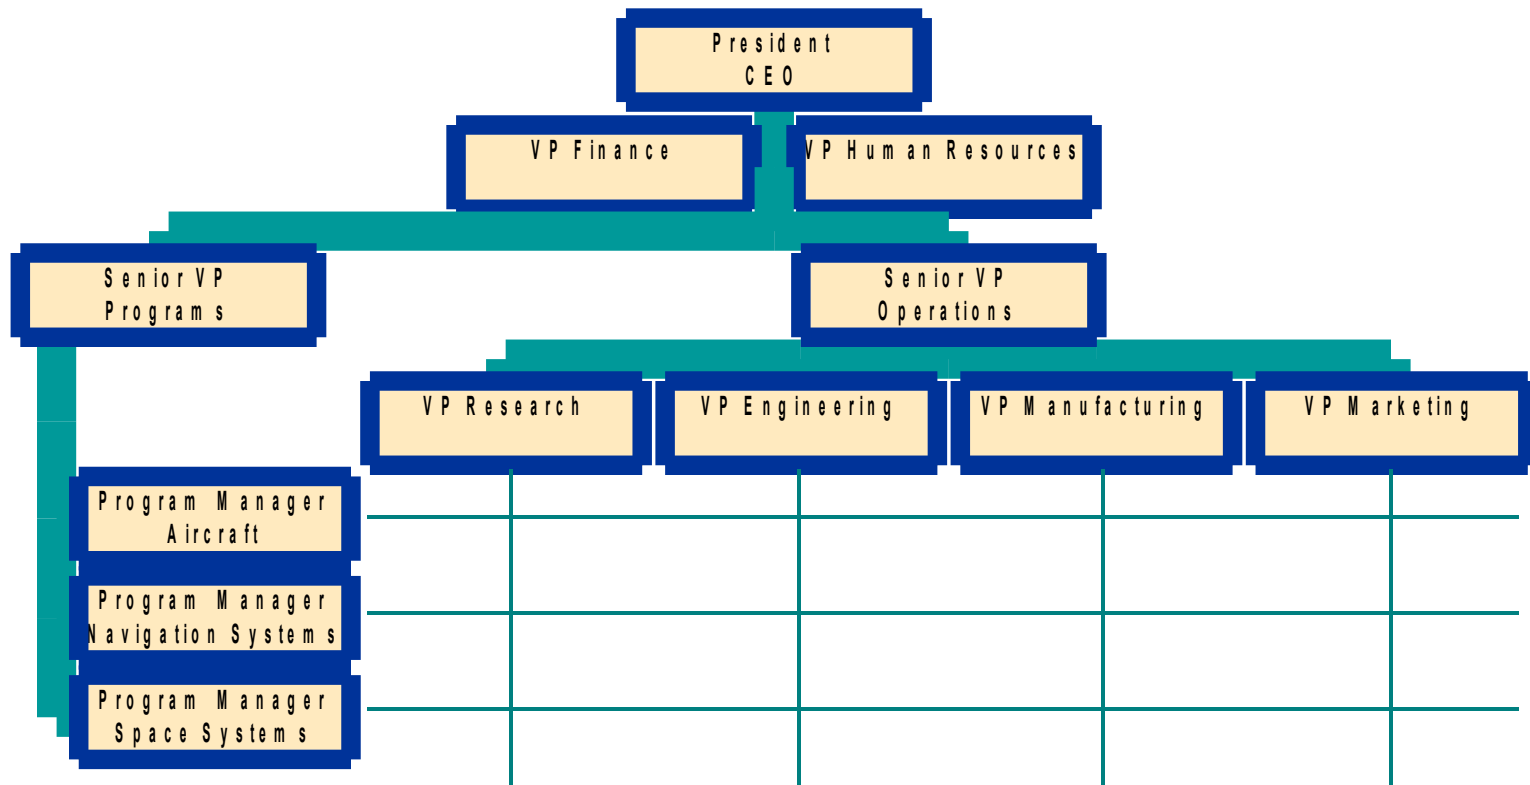 President
CEO
VP Finance
VP Human Resources
Senior VP
Programs
Senior VP
Operations
VP Research
VP Engineering
VP Manufacturing
VP Marketing
Program Manager
Aircraft
Program Manager
Navigation Systems
Program Manager
Space Systems